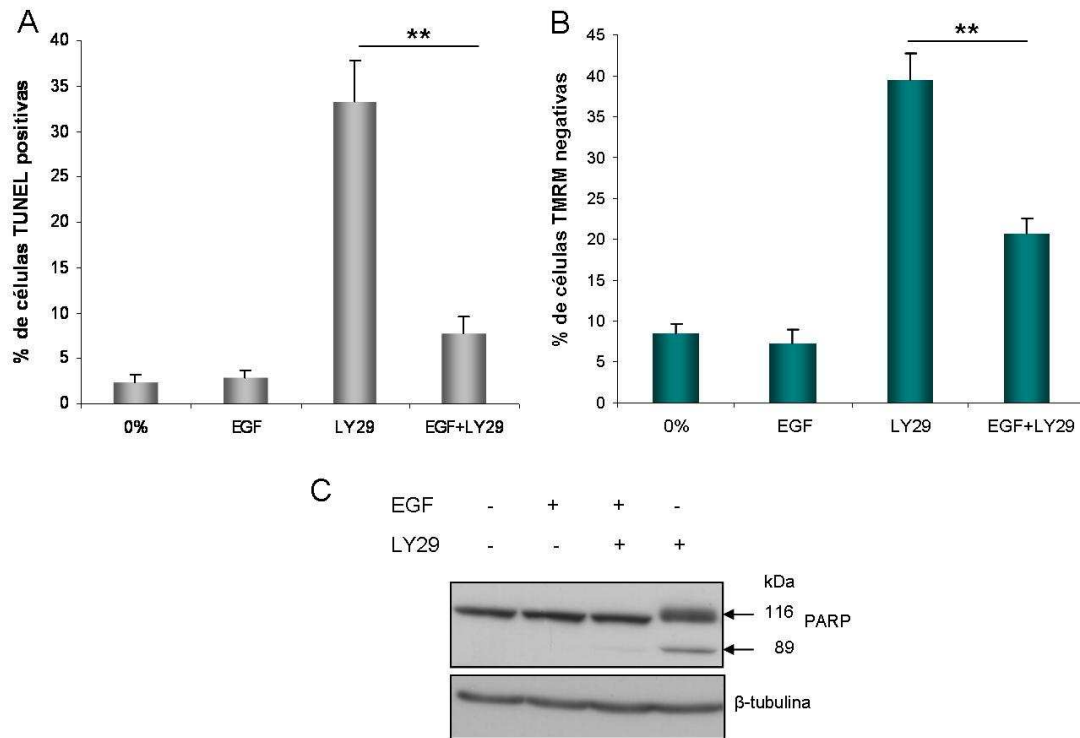 A
% de células TUNEL positivas
40
35
30
25
20
15
10
5
0
**
0% EGF LY29 EGF+LY29
B
% de células TMRM negativas
45
40
35
30
25
20
15
10
5
0
**
0% EGF LY29 EGF+LY29
C
EGF - + + -
LY29 - - + +
kDa
116 PARP
89
β-tubulina